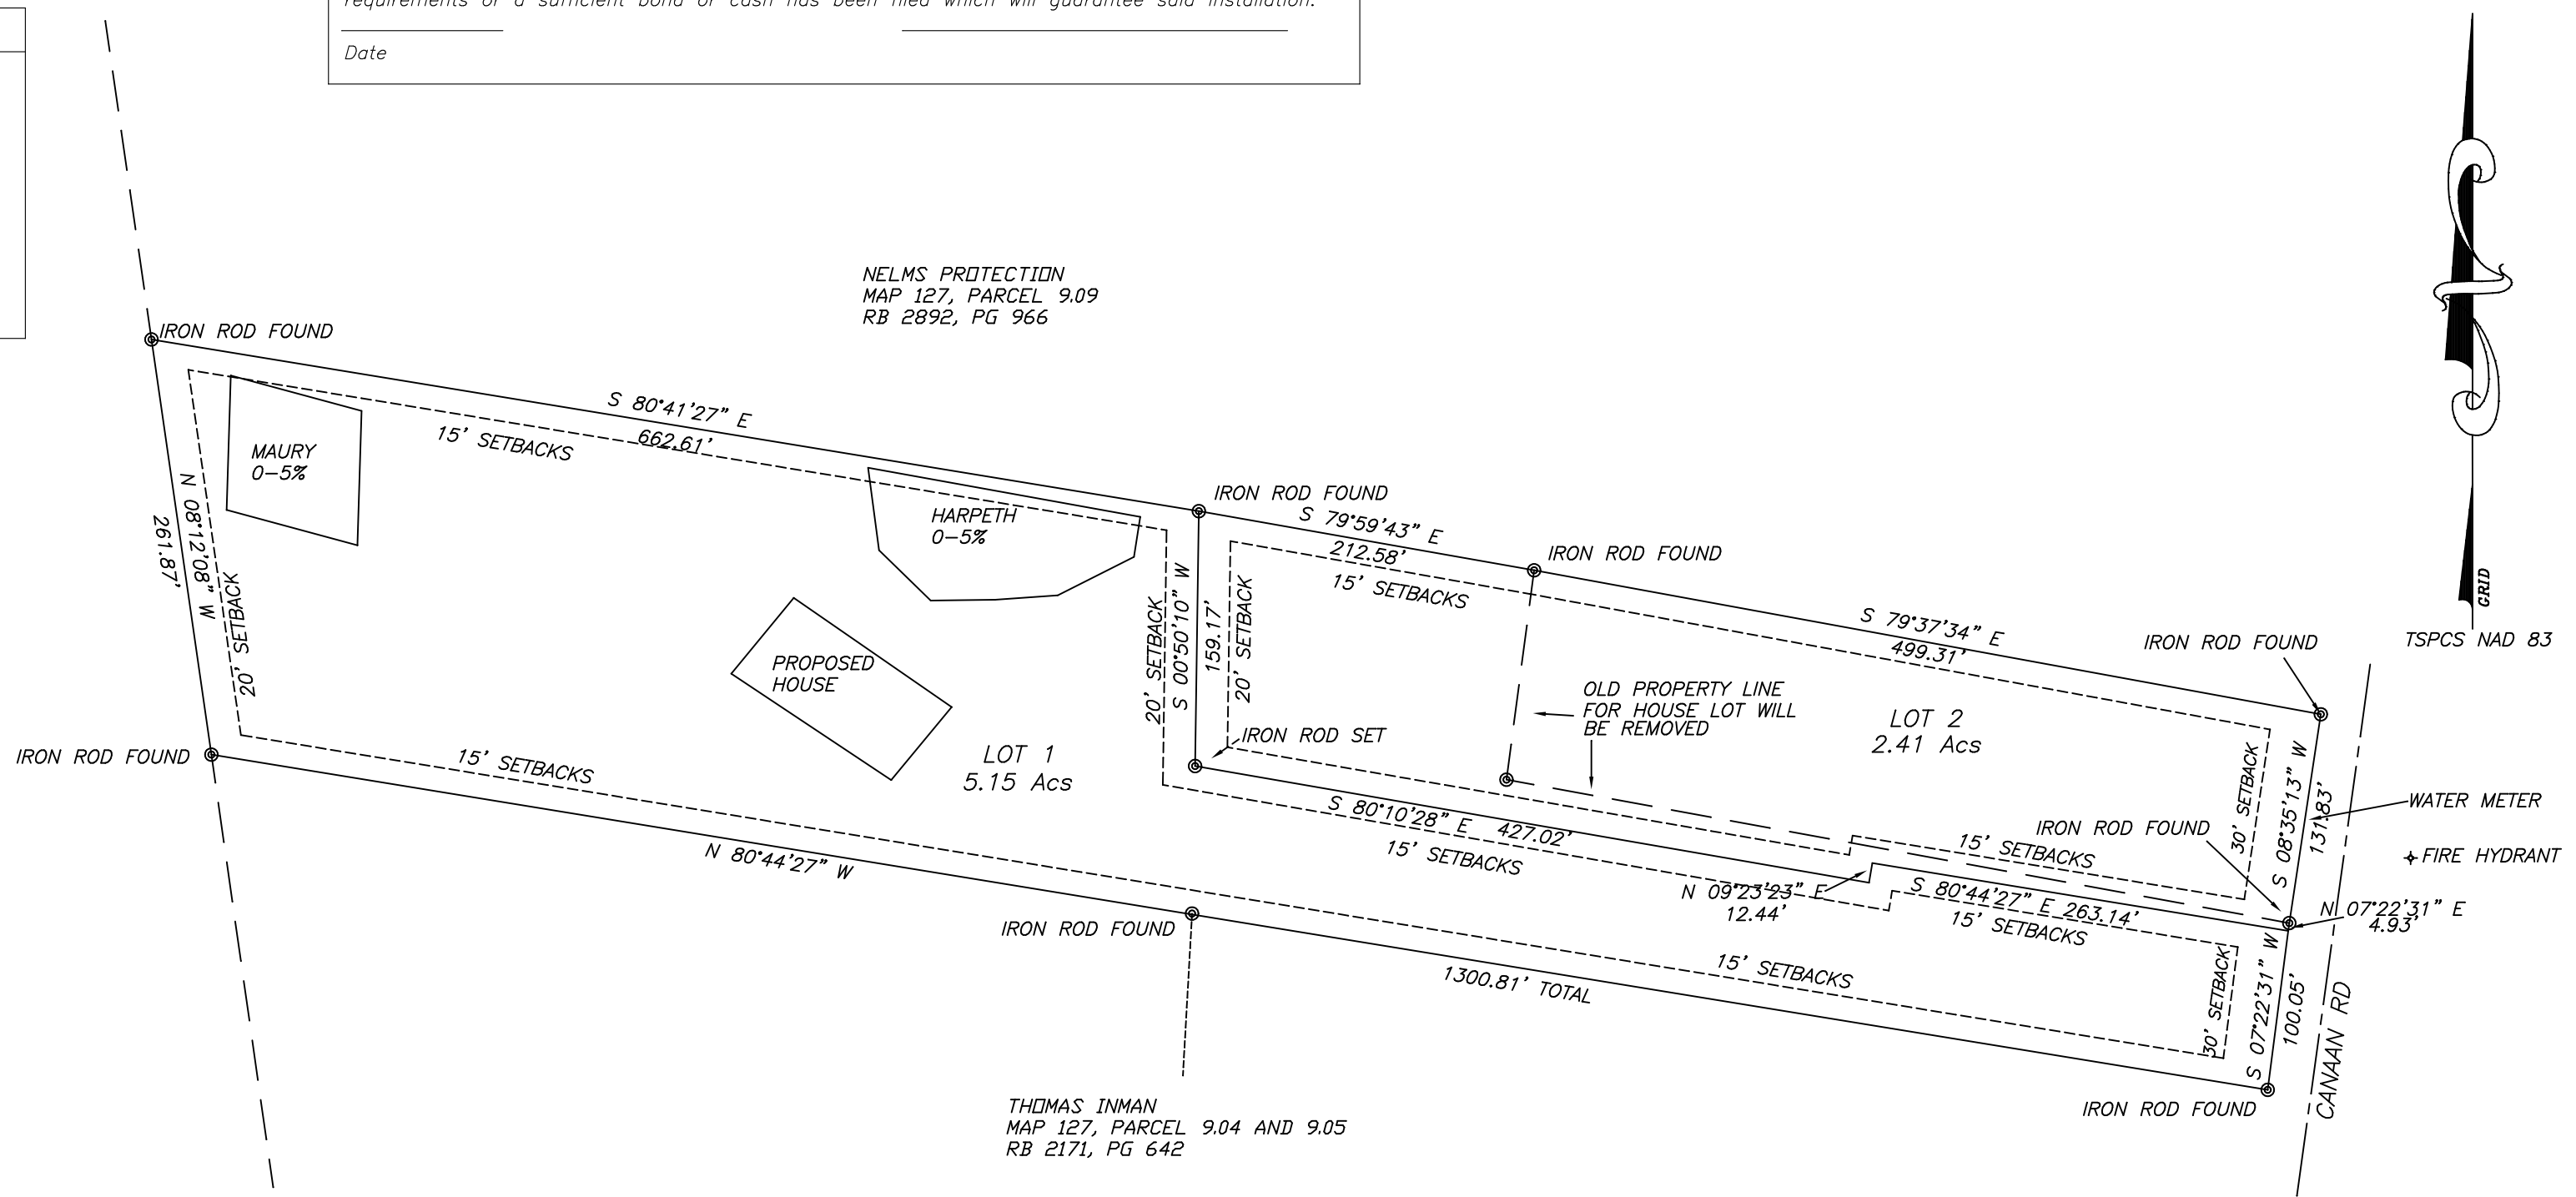 requirements or a sufficient bond or cash has been filed which will guarantee said installation.
Date
NELMS PROTECTION
MAP 127, PARCEL 9.09
RB 2892, PG 966
IRON ROD FOUND
S 80°41'27" E
662.61'
15' SETBACKS
MAURY
0-5%
N 08°12'08" W
261.87'
20' SETBACK
HARPETH
0-5%
IRON ROD FOUND
S 79°59'43" E
212.58'
15' SETBACKS
IRON ROD FOUND
S 79°37'34" E
499.31'
IRON ROD FOUND
GRID
TSPCS NAD 83
PROPOSED
HOUSE
20' SETBACK
S 00°50'10" W
159.17'
20' SETBACK
OLD PROPERTY LINE
FOR HOUSE LOT WILL
BE REMOVED
LOT 2
2.41 Acs
IRON ROD SET
IRON ROD FOUND
15' SETBACKS
LOT 1
5.15 Acs
30' SETBACK
S 08°35'13" W
131.83'
WATER METER
FIRE HYDRANT
IRON ROD FOUND
S 80°10'28" E 427.02'
15' SETBACKS
15' SETBACKS
N 80°44'27" W
N 09°23'23" E
12.44'
S 80°44'27" E 263.14'
15' SETBACKS
N 07°22'31" E
4.93'
IRON ROD FOUND
15' SETBACKS
1300.81' TOTAL
30' SETBACK
S 07°22'31" W
100.05'
CANAAN RD
IRON ROD FOUND
THOMAS INMAN
MAP 127, PARCEL 9.04 AND 9.05
RB 2171, PG 642